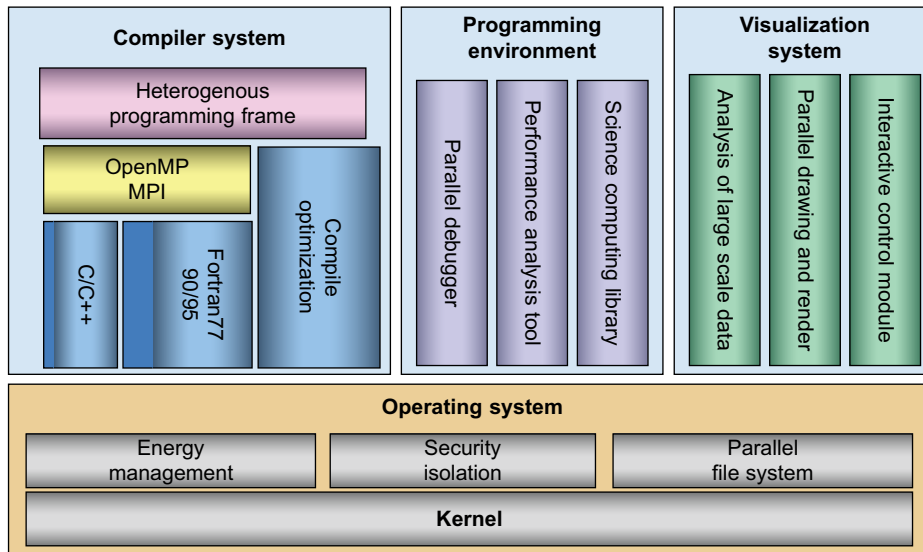 Compiler system
Heterogenous
programming frame
OpenMP
MPI
C/C++
Fortran77
90/95
Compile
optimization
Programming
environment
Parallel debugger
Performance analysis tool
Science computing library
Visualization
system
Analysis of large
scale data
Parallel drawing and render
Interactive control module
Operating system
Energy
management
Security
isolation
Parallel
file system
Kernel